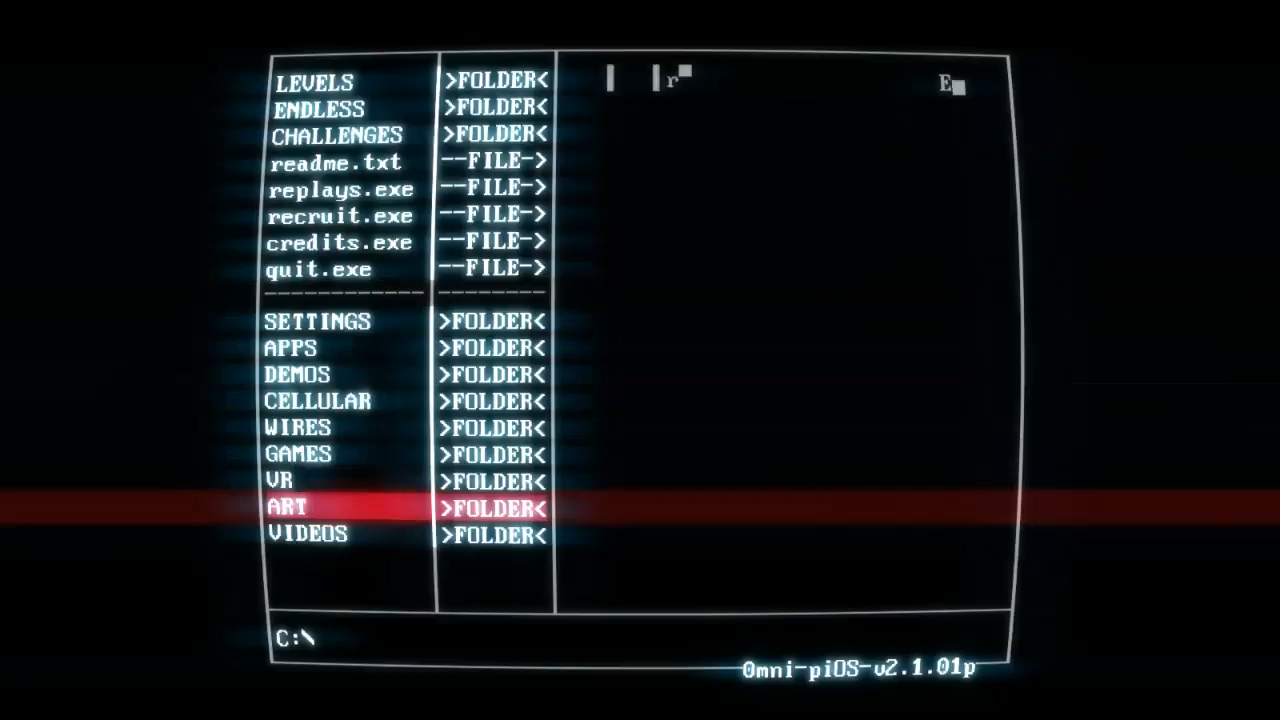 LEVELS >FOLDER<
ENDLESS >FOLDER<
CHALLENGES >FOLDER<
readme.txt --FILE->
replays.exe --FILE->
recruit.exe --FILE->
credits.exe --FILE->
quit.exe --FILE->
SETTINGS >FOLDER<
APPS >FOLDER<
DEMOS >FOLDER<
CELLULAR >FOLDER<
WIRES >FOLDER<
GAMES >FOLDER<
VR >FOLDER<
ART >FOLDER<
VIDEOS >FOLDER<
C:\
0mni-piOS-v2.1.01p